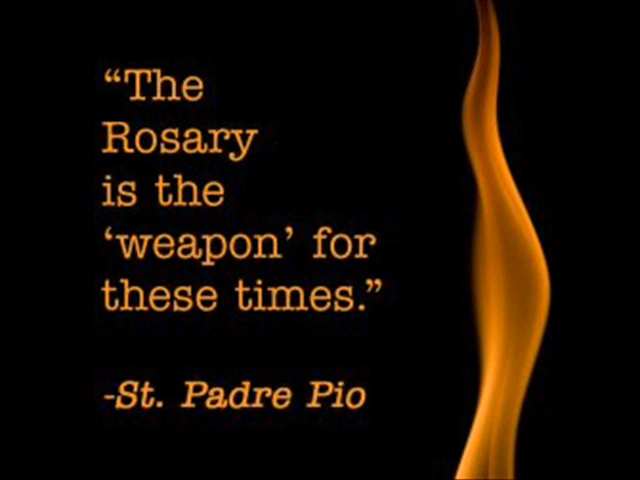 “The
Rosary
is the
‘weapon’ for
these times.”
-St. Padre Pio